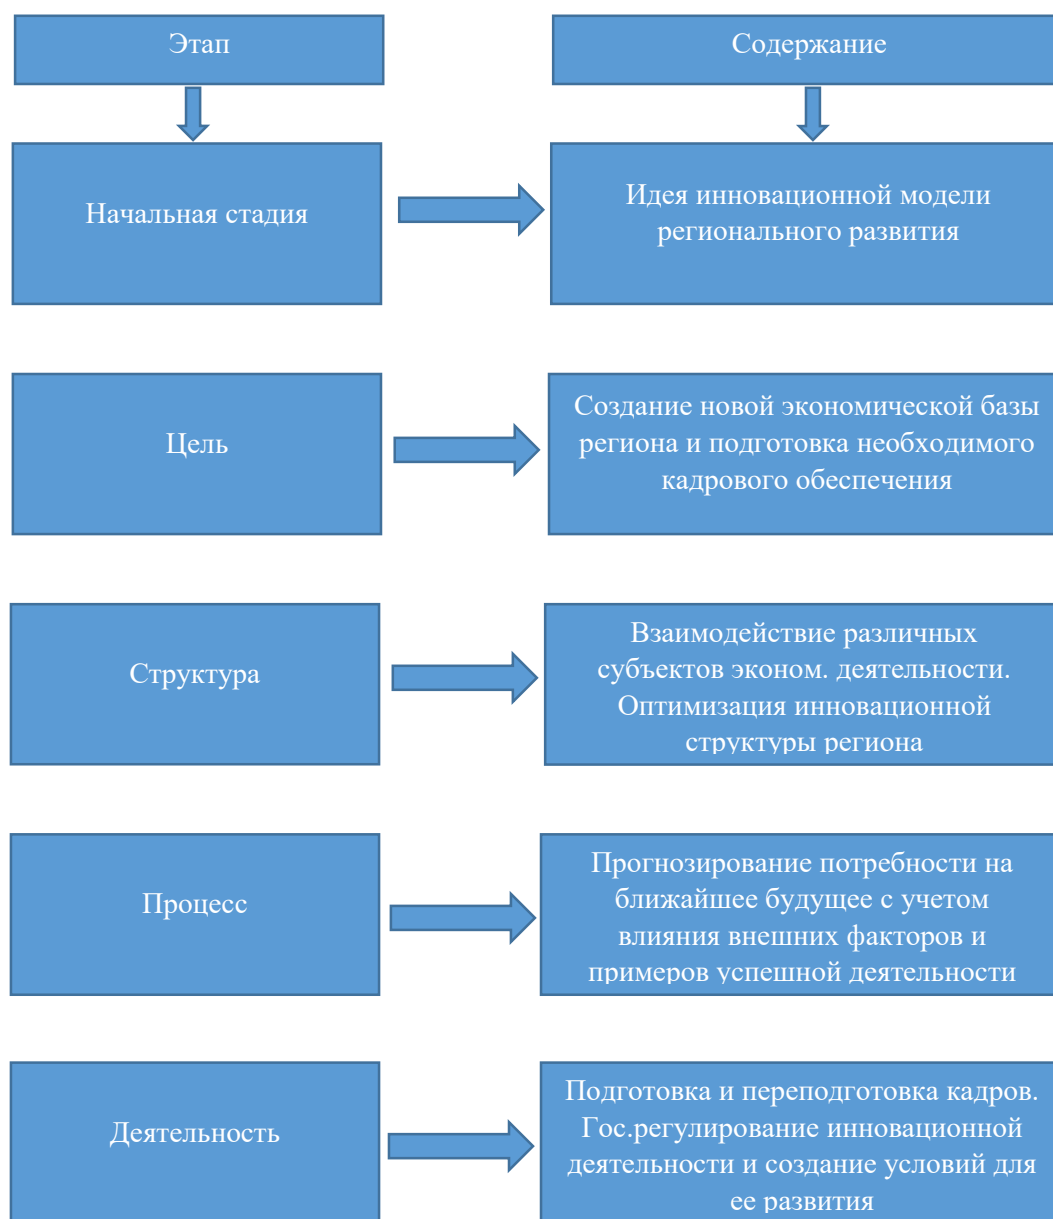 Этап
Содержание
Начальная стадия
Идея инновационной модели
регионального развития
Цель
Создание новой экономической базы
региона и подготовка необходимого
кадрового обеспечения
Структура
Взаимодействие различных
субъектов эконом. деятельности.
Оптимизация инновационной
структуры региона
Процесс
Прогнозирование потребности на
ближайшее будущее с учетом
влияния внешних факторов и
примеров успешной деятельности
Деятельность
Подготовка и переподготовка кадров.
Гос.регулирование инновационной
деятельности и создание условий для
ее развития